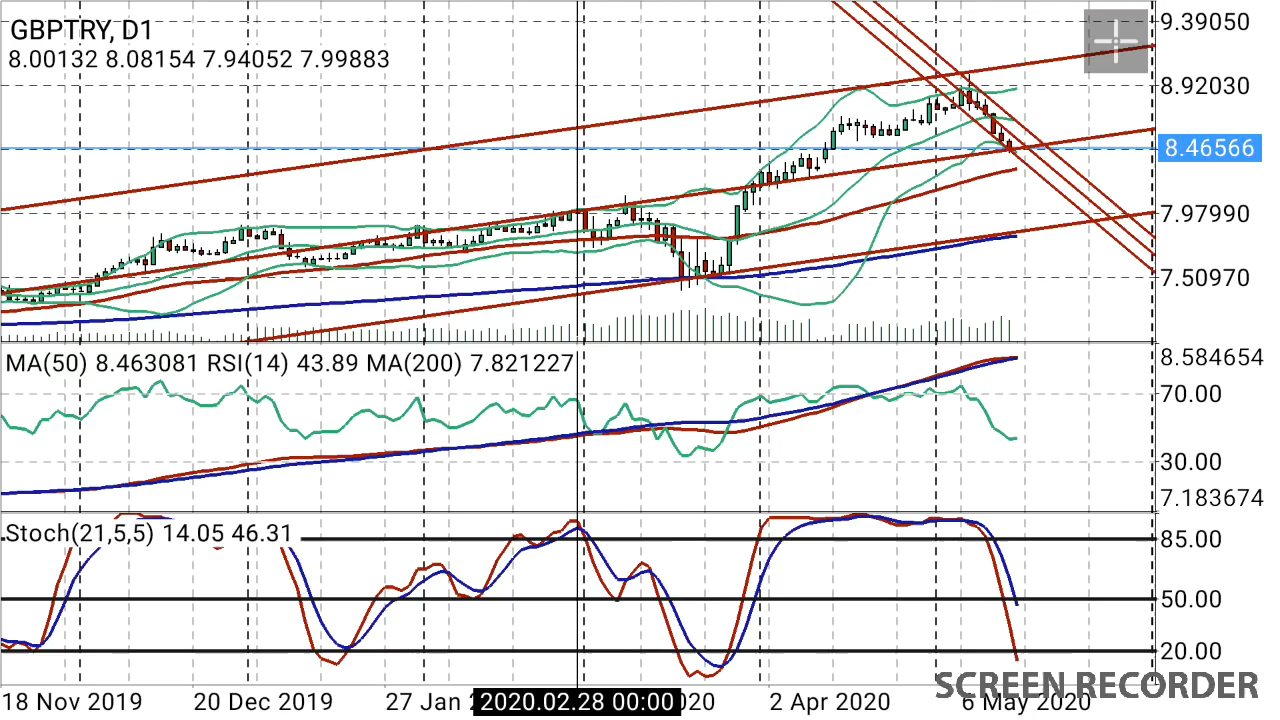 GBPTRY, D1
8.00132 8.08154 7.94052 7.99883
9.39050
8.92030
8.46566
7.97990
7.50970
MA(50) 8.463081 RSI(14) 43.89 MA(200) 7.821227
8.584654
70.00
30.00
7.183674
Stoch(21,5,5) 14.05 46.31
85.00
50.00
20.00
18 Nov 2019 20 Dec 2019 27 Jan 2020.02.28 00:00 2 Apr 2020 6 May 2020
SCREEN RECORDER